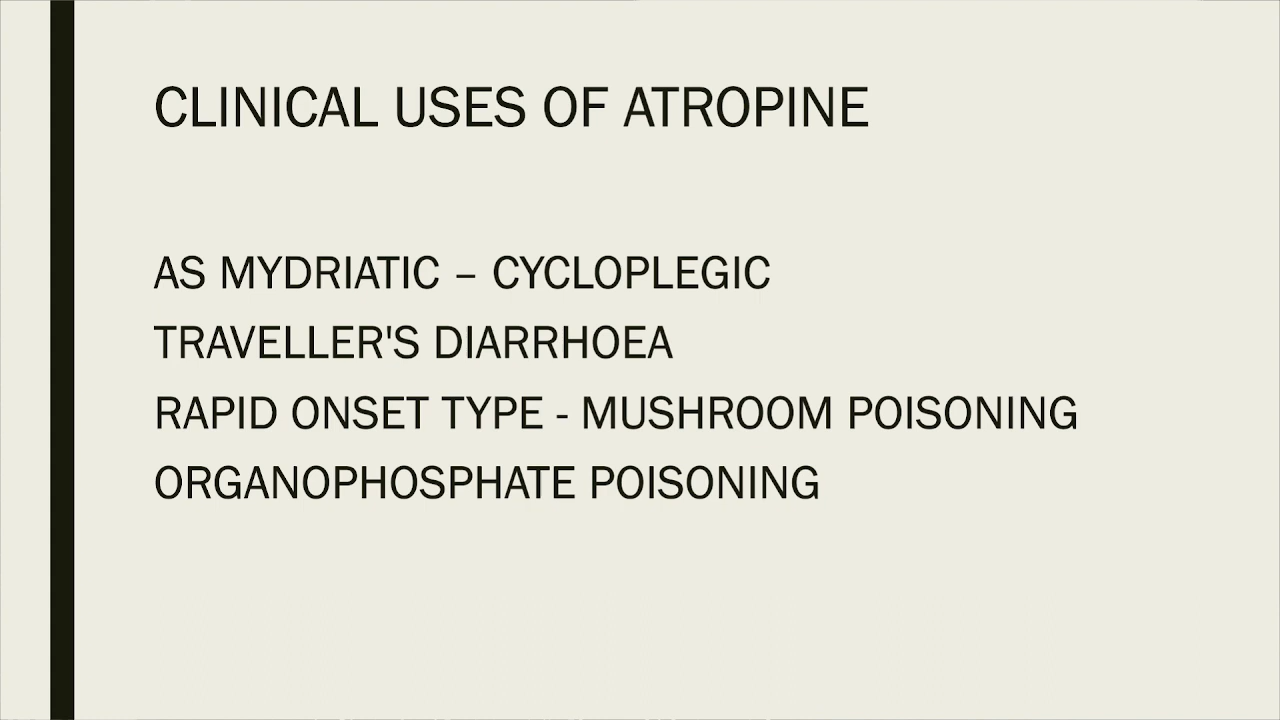 CLINICAL USES OF ATROPINE
AS MYDRIATIC – CYCLOPLEGIC
TRAVELLER'S DIARRHOEA
RAPID ONSET TYPE - MUSHROOM POISONING
ORGANOPHOSPHATE POISONING